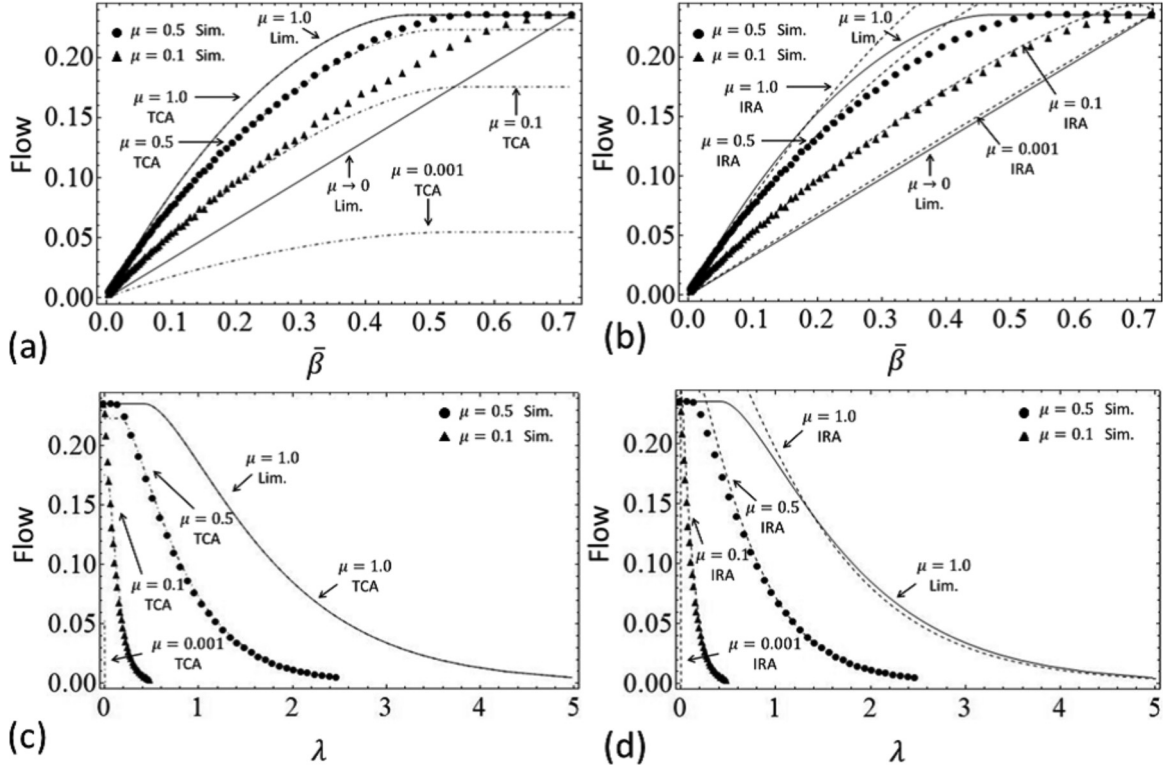 ● μ = 0.5 Sim.
▲ μ = 0.1 Sim.
μ = 1.0
Lim.
μ = 1.0
TCA
μ = 0.5
TCA
μ = 0.1
TCA
μ → 0
Lim.
μ = 0.001
TCA
Flow
0.20
0.15
0.10
0.05
0.00
0.0 0.1 0.2 0.3 0.4 0.5 0.6 0.7
(a)
β̄
● μ = 0.5 Sim.
▲ μ = 0.1 Sim.
μ = 1.0
Lim.
μ = 1.0
IRA
μ = 0.5
IRA
μ = 0.1
IRA
μ = 0.001
IRA
μ → 0
Lim.
Flow
0.20
0.15
0.10
0.05
0.00
0.0 0.1 0.2 0.3 0.4 0.5 0.6 0.7
(b)
β̄
● μ = 0.5 Sim.
▲ μ = 0.1 Sim.
μ = 1.0
Lim.
μ = 0.5
TCA
μ = 0.1
TCA
μ = 1.0
TCA
μ = 0.001
TCA
Flow
0.20
0.15
0.10
0.05
0.00
0 1 2 3 4 5
(c)
λ
● μ = 0.5 Sim.
▲ μ = 0.1 Sim.
μ = 1.0
IRA
μ = 0.5
IRA
μ = 0.1
IRA
μ = 1.0
Lim.
μ = 0.001
IRA
Flow
0.20
0.15
0.10
0.05
0.00
0 1 2 3 4 5
(d)
λ